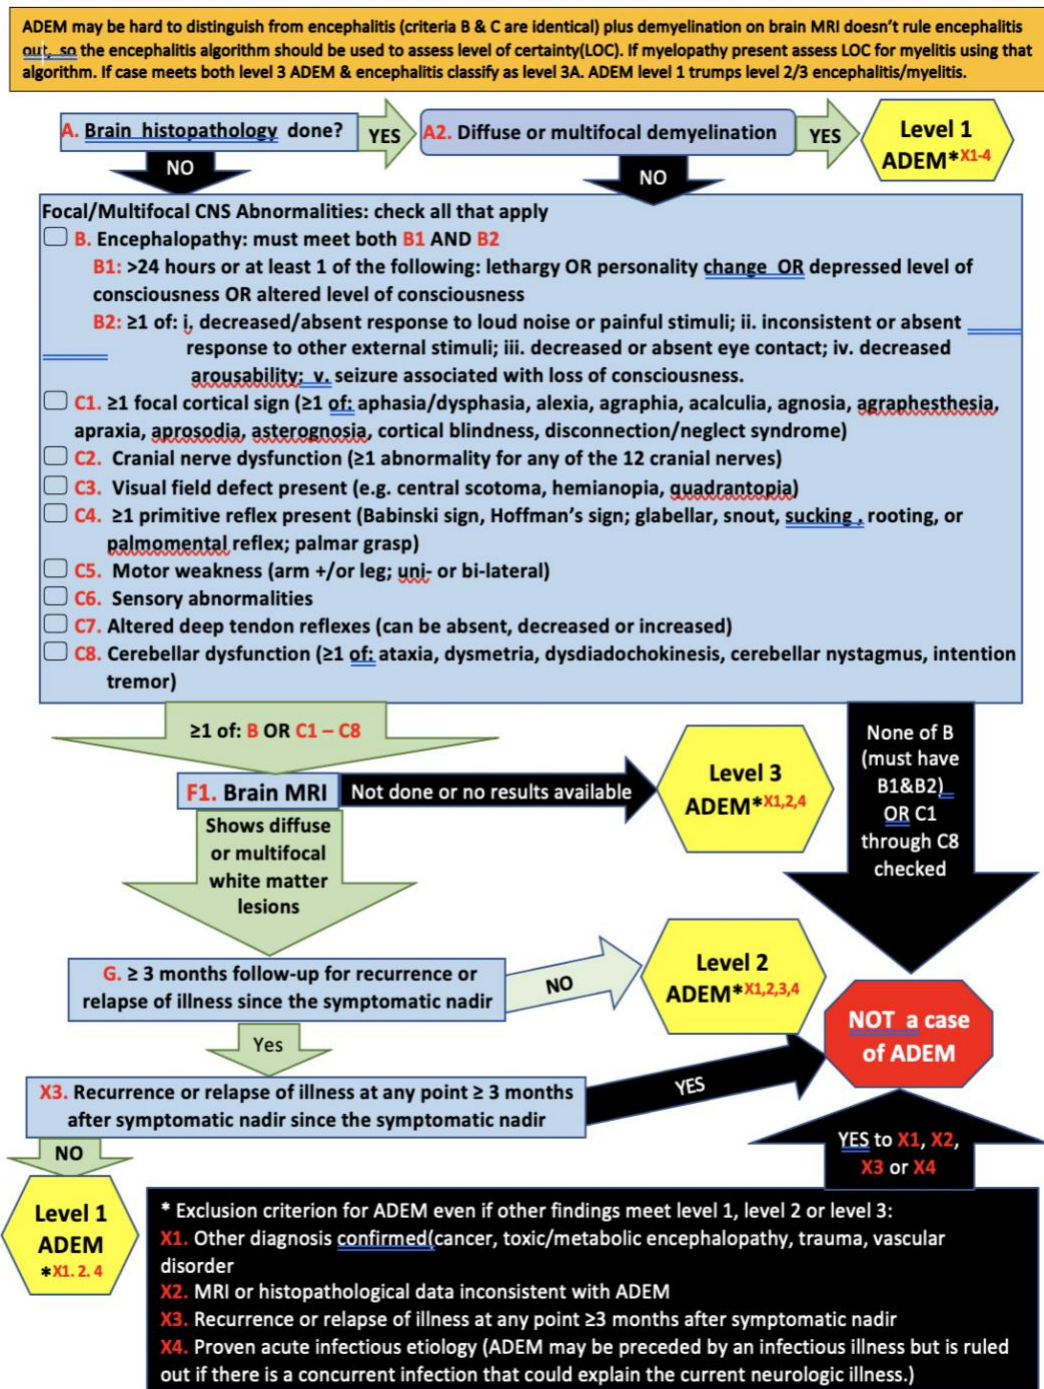 ADEM may be hard to distinguish from encephalitis (criteria B & C are identical) plus demyelination on brain MRI doesn't rule encephalitis
out, so the encephalitis algorithm should be used to assess level of certainty(LOC). If myelopathy present assess LOC for myelitis using that
algorithm. If case meets both level 3 ADEM & encephalitis classify as level 3A. ADEM level 1 trumps level 2/3 encephalitis/myelitis.
A. Brain histopathology done?
YES
A2. Diffuse or multifocal demyelination
YES
Level 1
ADEM*X1-4
NO
NO
Focal/Multifocal CNS Abnormalities: check all that apply
B. Encephalopathy: must meet both B1 AND B2
B1: >24 hours or at least 1 of the following: lethargy OR personality change OR depressed level of
consciousness OR altered level of consciousness
B2: ≥1 of: i. decreased/absent response to loud noise or painful stimuli; ii. inconsistent or absent
response to other external stimuli; iii. decreased or absent eye contact; iv. decreased
arousability; v. seizure associated with loss of consciousness.
C1. ≥1 focal cortical sign (≥1 of: aphasia/dysphasia, alexia, agraphia, acalculia, agnosia, agraphesthesia,
apraxia, aprosodia, asterognosia, cortical blindness, disconnection/neglect syndrome)
C2. Cranial nerve dysfunction (≥1 abnormality for any of the 12 cranial nerves)
C3. Visual field defect present (e.g. central scotoma, hemianopia, quadrantopia)
C4. ≥1 primitive reflex present (Babinski sign, Hoffman's sign; glabellar, snout, sucking , rooting, or
palmomental reflex; palmar grasp)
C5. Motor weakness (arm +/or leg; uni- or bi-lateral)
C6. Sensory abnormalities
C7. Altered deep tendon reflexes (can be absent, decreased or increased)
C8. Cerebellar dysfunction (≥1 of: ataxia, dysmetria, dysdiadochokinesis, cerebellar nystagmus, intention
tremor)
≥1 of: B OR C1 – C8
None of B
(must have
B1&B2)
OR C1
through C8
checked
F1. Brain MRI
Not done or no results available
Level 3
ADEM*X1,2,4
Shows diffuse
or multifocal
white matter
lesions
G. ≥ 3 months follow-up for recurrence or
relapse of illness since the symptomatic nadir
NO
Level 2
ADEM*X1,2,3,4
NOT a case
of ADEM
Yes
X3. Recurrence or relapse of illness at any point ≥ 3 months
after symptomatic nadir since the symptomatic nadir
YES
NO
YES to X1, X2,
X3 or X4
Level 1
ADEM
*X1. 2. 4
* Exclusion criterion for ADEM even if other findings meet level 1, level 2 or level 3:
X1. Other diagnosis confirmed(cancer, toxic/metabolic encephalopathy, trauma, vascular
disorder
X2. MRI or histopathological data inconsistent with ADEM
X3. Recurrence or relapse of illness at any point ≥3 months after symptomatic nadir
X4. Proven acute infectious etiology (ADEM may be preceded by an infectious illness but is ruled
out if there is a concurrent infection that could explain the current neurologic illness.)